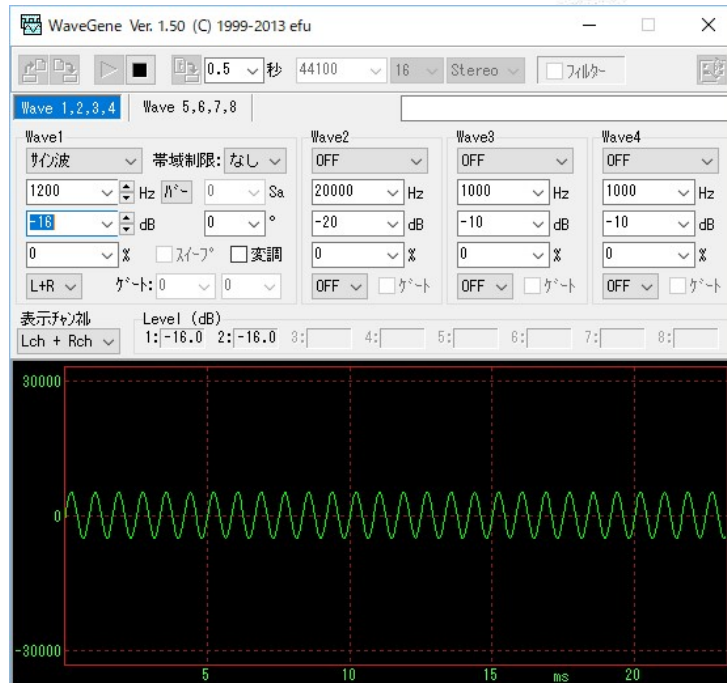 WaveGene Ver. 1.50 (C) 1999-2013 efu
0.5 秒 44100 16 Stereo フィルター
Wave 1,2,3,4 Wave 5,6,7,8
Wave1 Wave2 Wave3 Wave4
サイン波 帯域制限: なし OFF OFF OFF
1200 Hz バー 0 Sa 20000 Hz 1000 Hz 1000 Hz
-16 dB 0 ° -20 dB -10 dB -10 dB
0 % スイープ 変調 0 % 0 % 0 %
L+R ゲート: 0 0 OFF ゲート OFF ゲート OFF ゲート
表示チャンネル Level (dB)
Lch + Rch 1: -16.0 2: -16.0 3: 4: 5: 6: 7: 8:
30000
0
-30000
5 10 15 ms 20